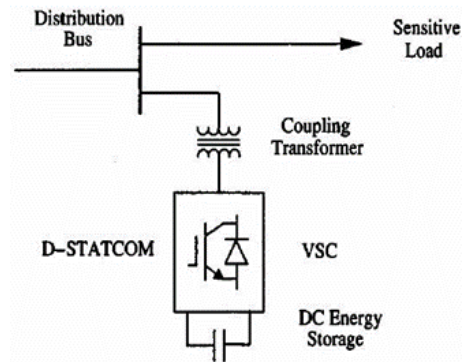 Distribution
Bus
Sensitive
Load
Coupling
Transformer
D–STATCOM
VSC
DC Energy
Storage